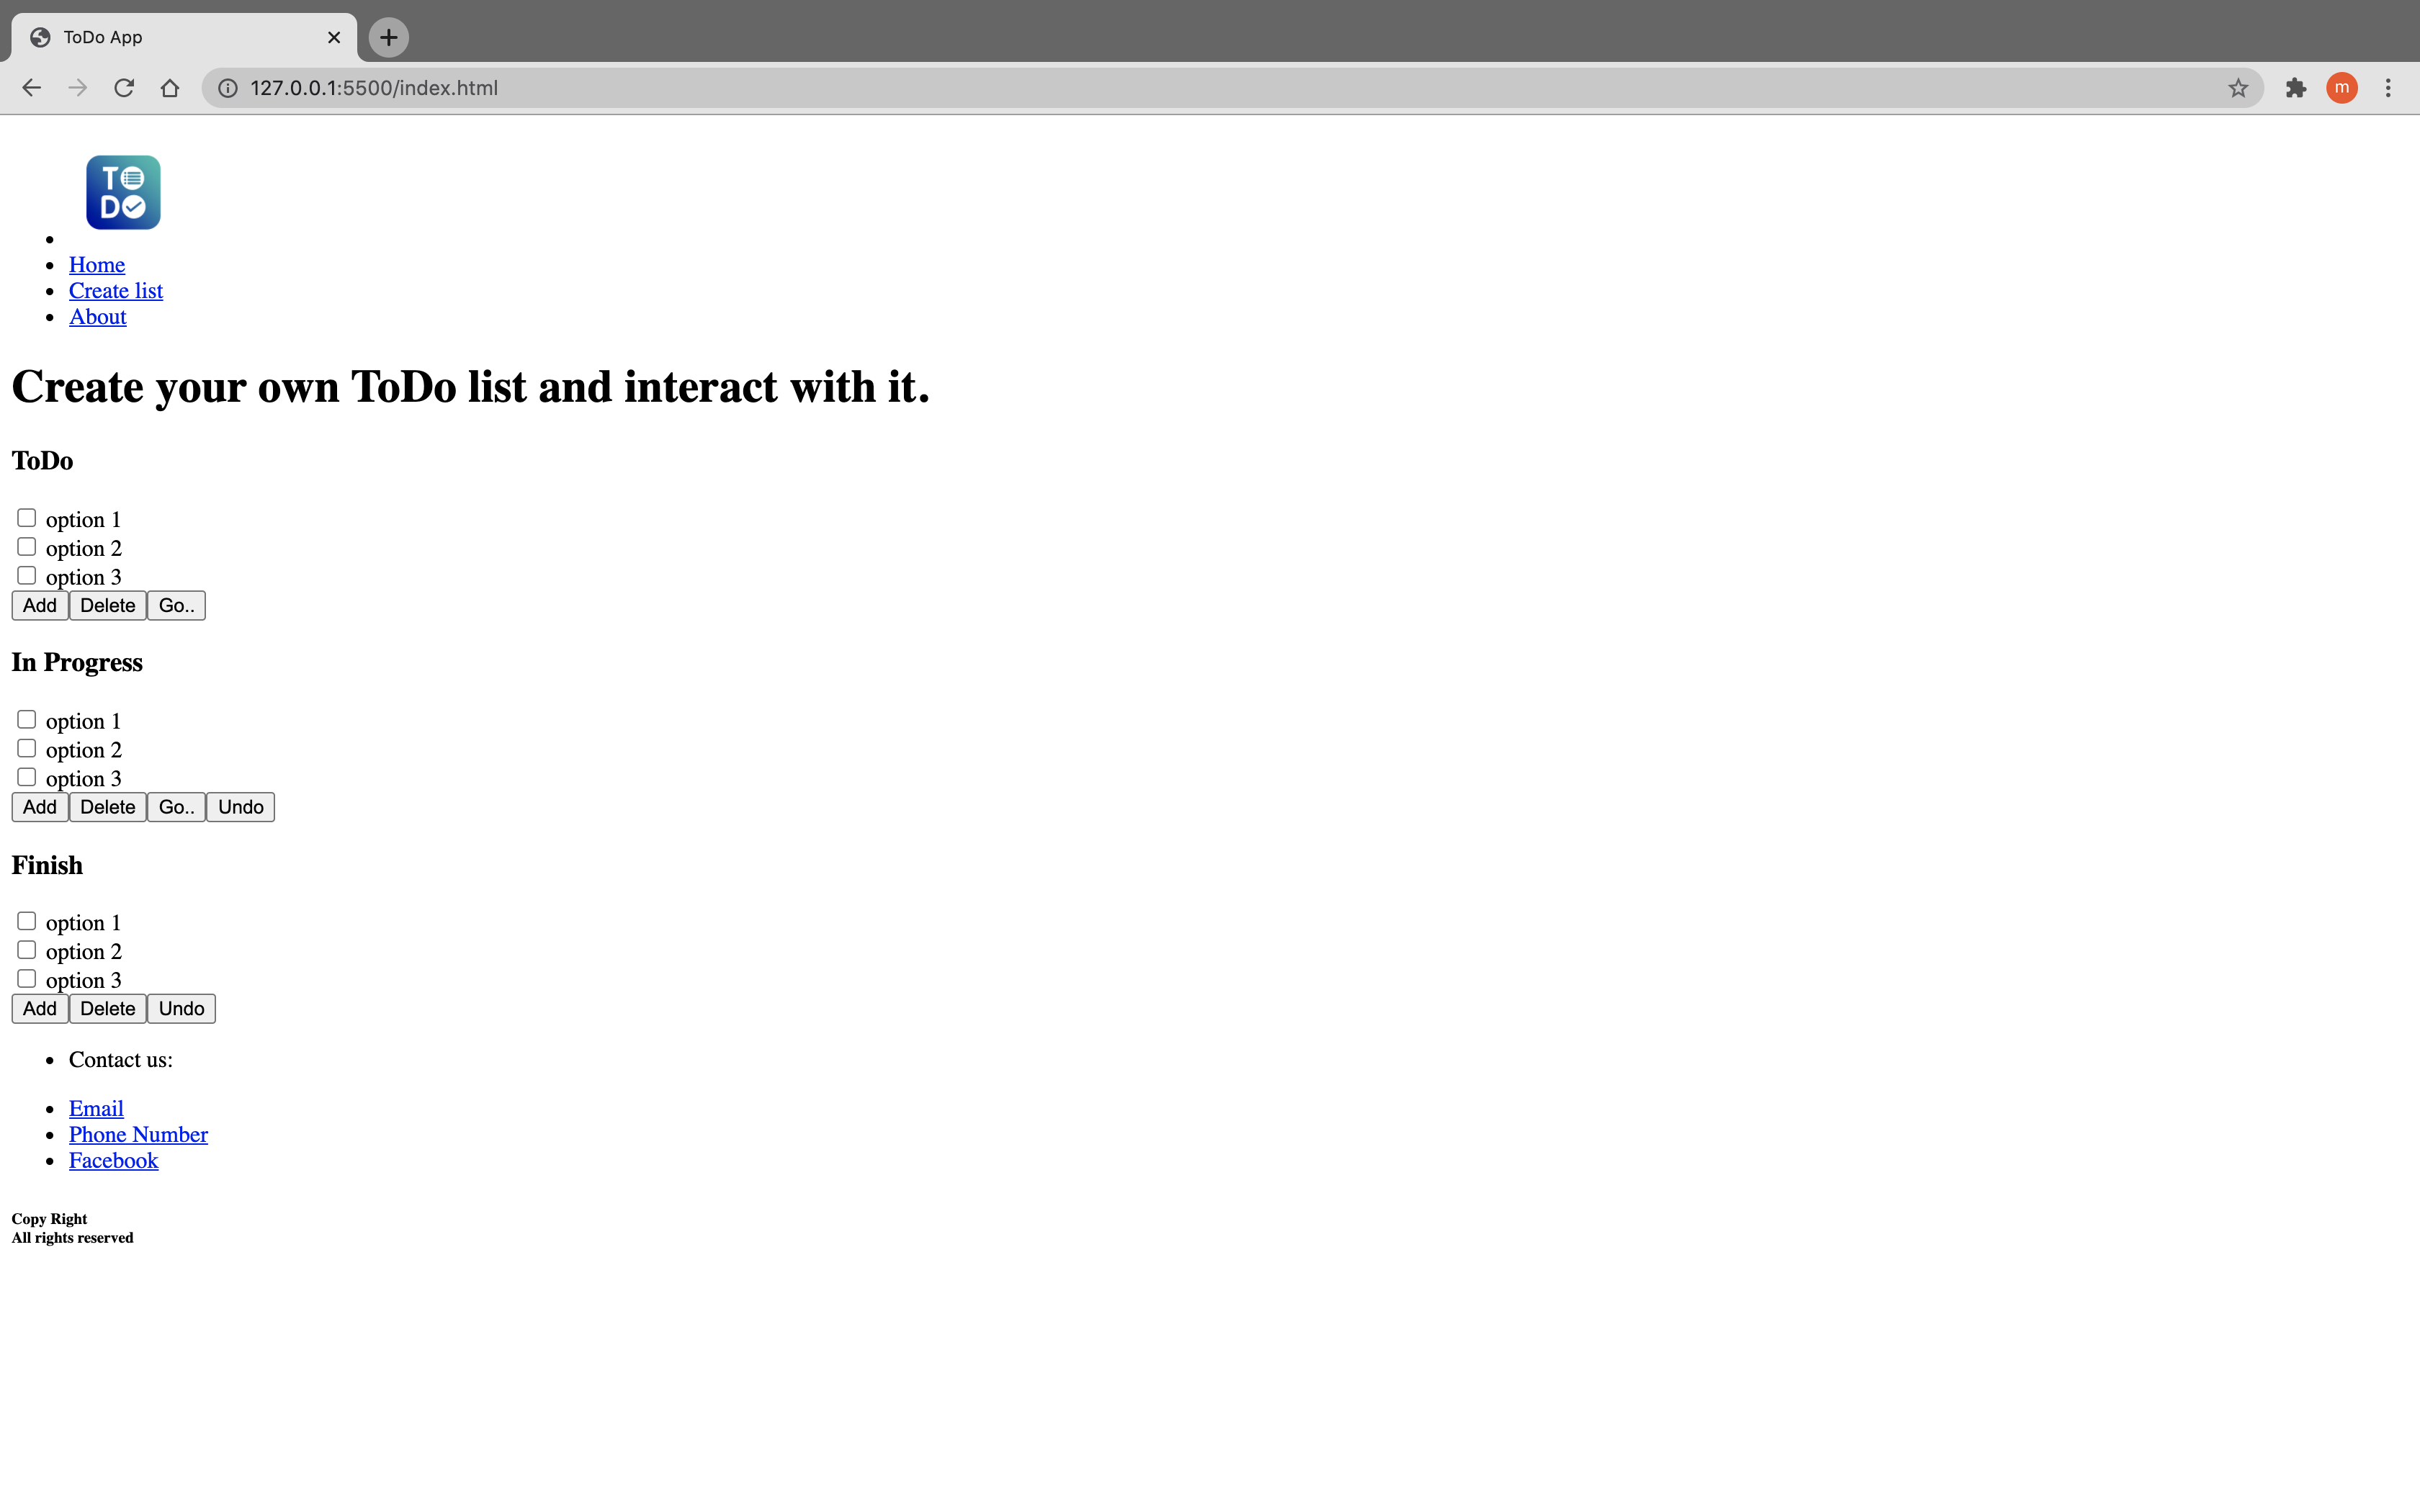 ToDo App
127.0.0.1:5500/index.html
m
TO
DO
Home
Create list
About
Create your own ToDo list and interact with it.
ToDo
option 1
option 2
option 3
Add Delete Go..
In Progress
option 1
option 2
option 3
Add Delete Go.. Undo
Finish
option 1
option 2
option 3
Add Delete Undo
Contact us:
Email
Phone Number
Facebook
Copy Right
All rights reserved